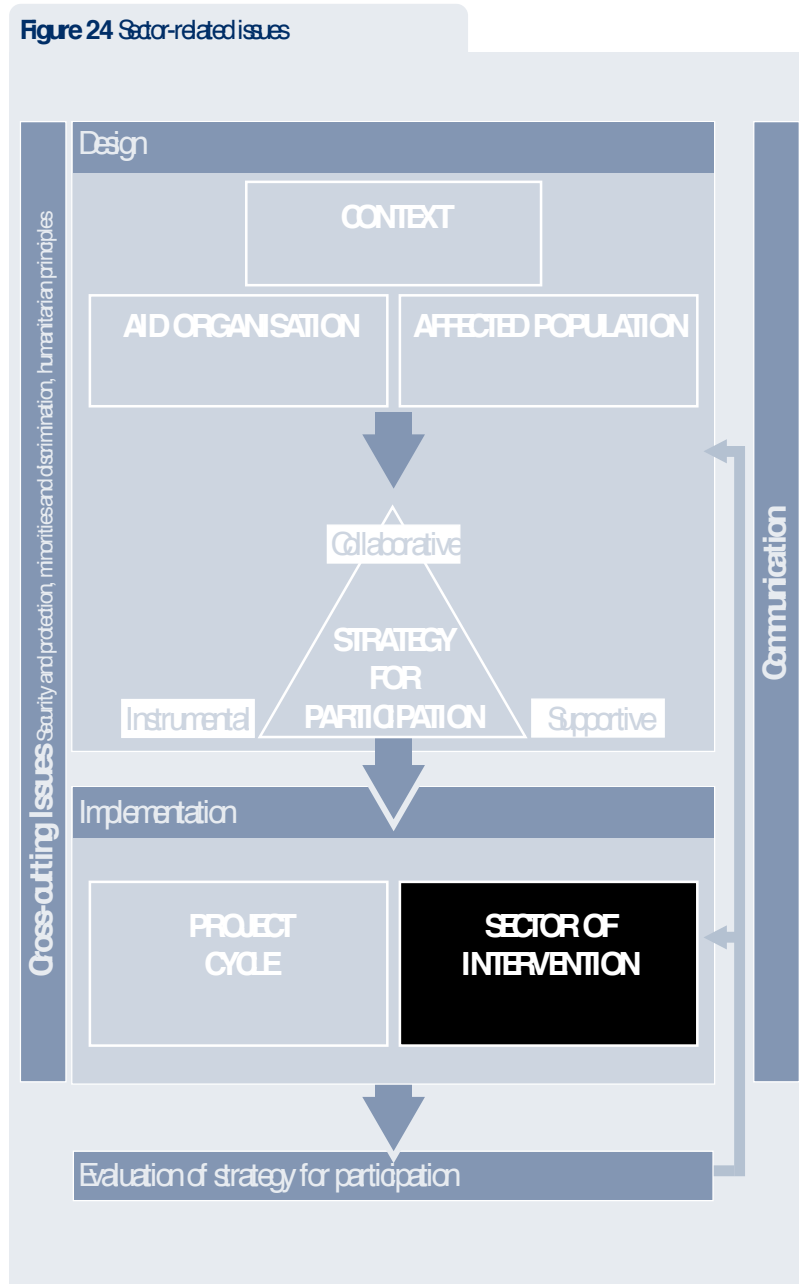 Figure 24 Sector-related issues
Design
CONTEXT
AID ORGANISATION
AFFECTED POPULATION
Collaborative
STRATEGY
FOR
PARTICIPATION
Instrumental
Supportive
Implementation
PROJECT
CYCLE
SECTOR OF
INTERVENTION
Evaluation of strategy for participation
Cross-cutting Issues Security and protection, minorities and discrimination, humanitarian principles
Communication